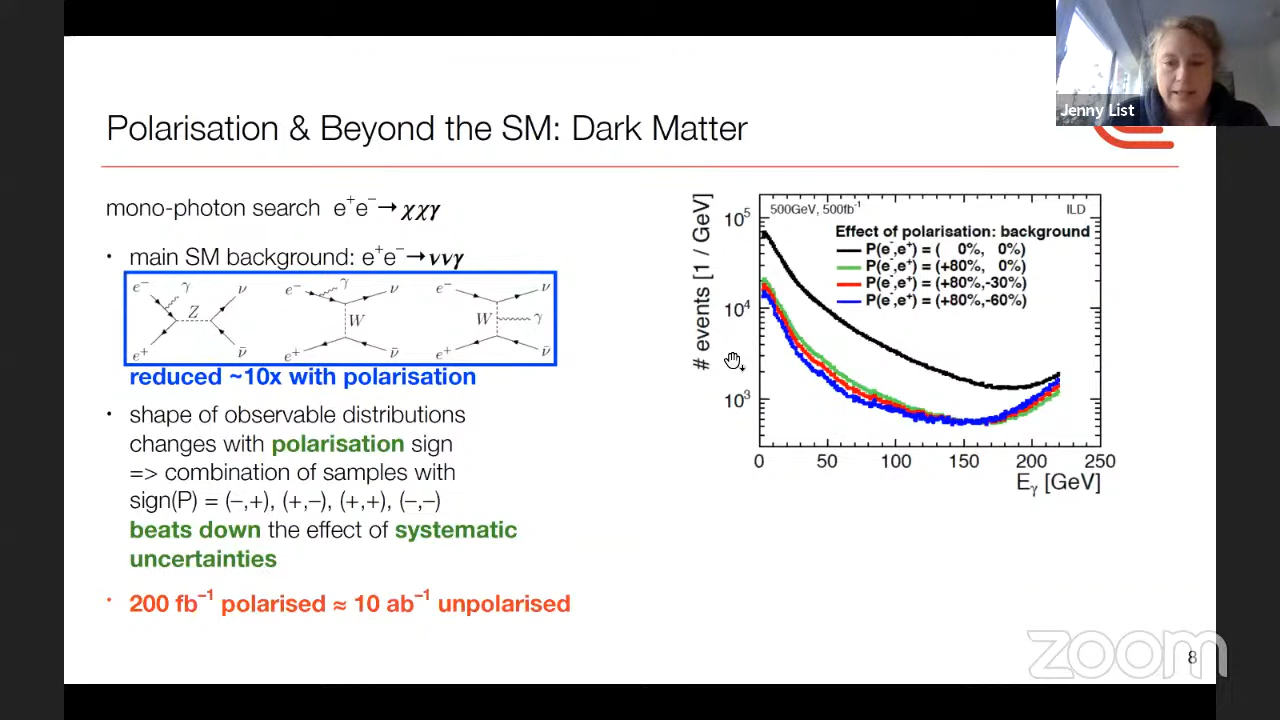 Jenny List
Polarisation & Beyond the SM: Dark Matter
mono-photon search e⁺e⁻→χχγ
• main SM background: e⁺e⁻→ννγ
e⁻ γ ν Z e⁺ ν̄
e⁻ γ ν W e⁺ ν̄
e⁻ ν W γ e⁺ ν̄
reduced ~10x with polarisation
• shape of observable distributions
changes with polarisation sign
=> combination of samples with
sign(P) = (–,+), (+,–), (+,+), (–,–)
beats down the effect of systematic
uncertainties
• 200 fb⁻¹ polarised ≈ 10 ab⁻¹ unpolarised
500GeV, 500fb⁻¹ ILD
Effect of polarisation: background
P(e⁻,e⁺) = ( 0%, 0%)
P(e⁻,e⁺) = (+80%, 0%)
P(e⁻,e⁺) = (+80%,-30%)
P(e⁻,e⁺) = (+80%,-60%)
# events [1 / GeV]
10⁵
10⁴
10³
0 50 100 150 200 250
Eγ [GeV]
zoom
8